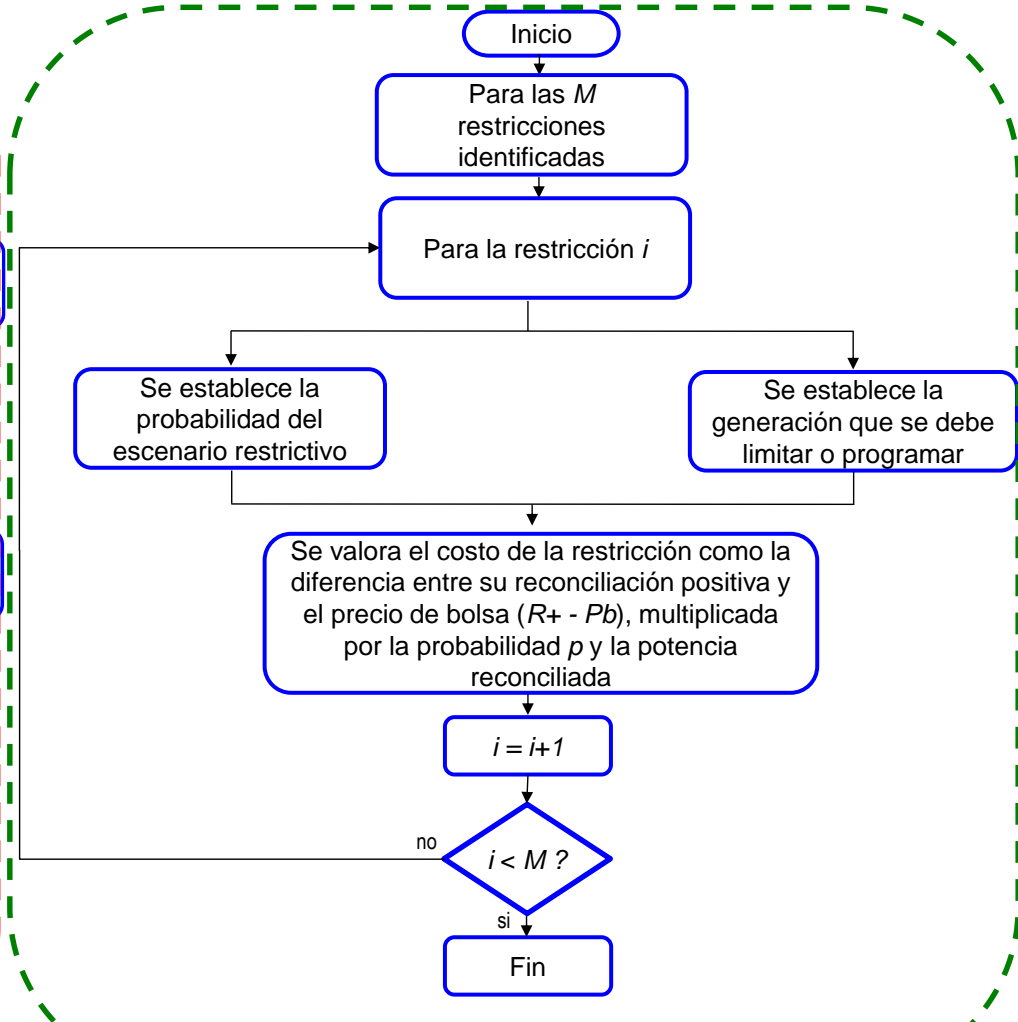 Inicio
Para las M
restricciones
identificadas
Para la restricción i
Se establece la
probabilidad del
escenario restrictivo
Se establece la
generación que se debe
limitar o programar
Se valora el costo de la restricción como la
diferencia entre su reconciliación positiva y
el precio de bolsa (R+ - Pb), multiplicada
por la probabilidad p y la potencia
reconciliada
i = i+1
no
i < M ?
si
Fin